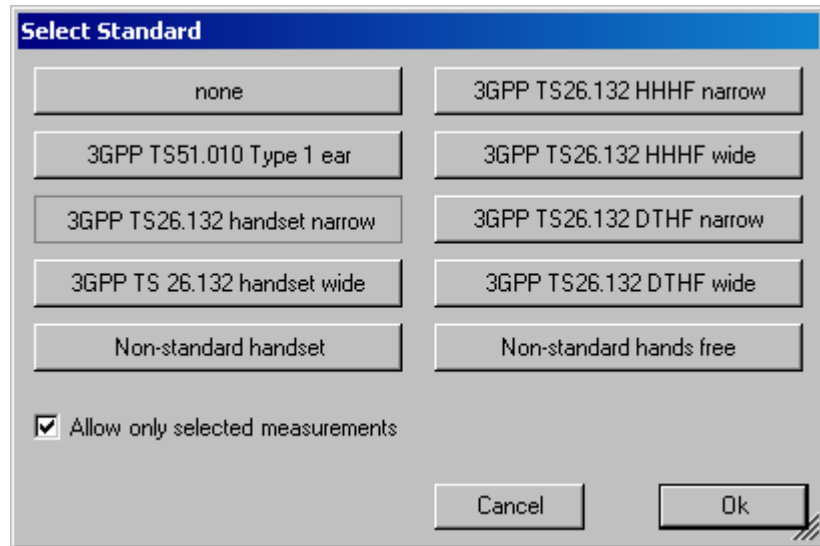 Select Standard
none
3GPP TS26.132 HHHF narrow
3GPP TS51.010 Type 1 ear
3GPP TS26.132 HHHF wide
3GPP TS26.132 handset narrow
3GPP TS26.132 DTHF narrow
3GPP TS 26.132 handset wide
3GPP TS26.132 DTHF wide
Non-standard handset
Non-standard hands free
Allow only selected measurements
Cancel
Ok